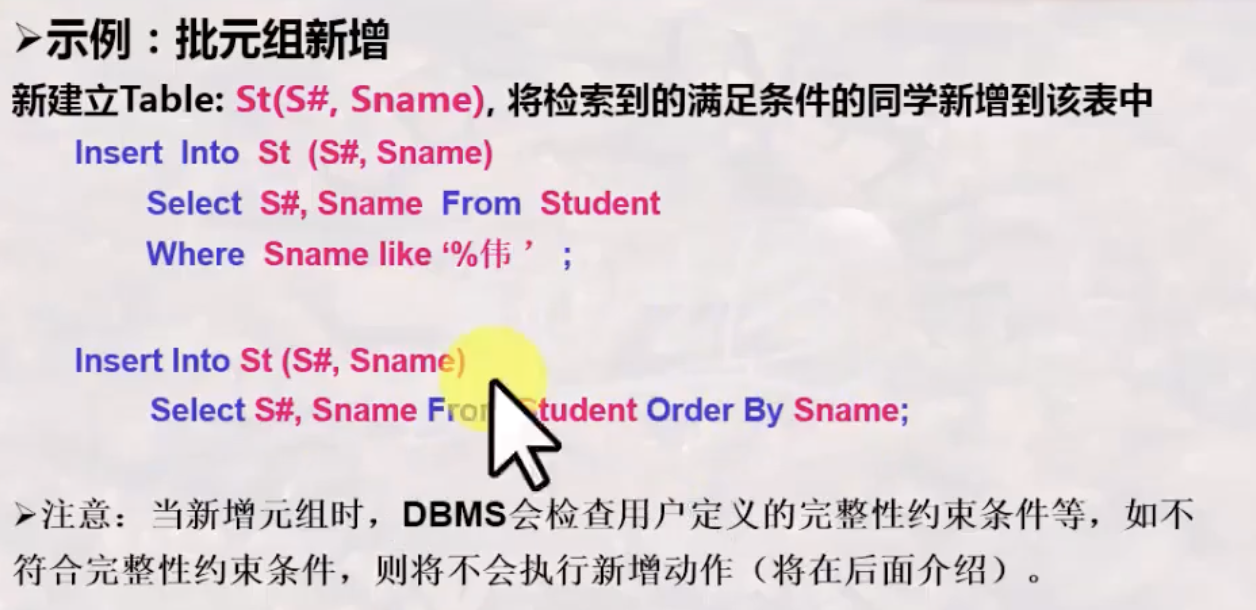 ➢示例：批元组新增
新建立Table: St(S#, Sname), 将检索到的满足条件的同学新增到该表中
Insert Into St (S#, Sname)
Select S#, Sname From Student
Where Sname like ‘%伟 ’ ;
Insert Into St (S#, Sname)
Select S#, Sname From Student Order By Sname;
➢注意：当新增元组时，DBMS会检查用户定义的完整性约束条件等，如不
符合完整性约束条件，则将不会执行新增动作（将在后面介绍）。